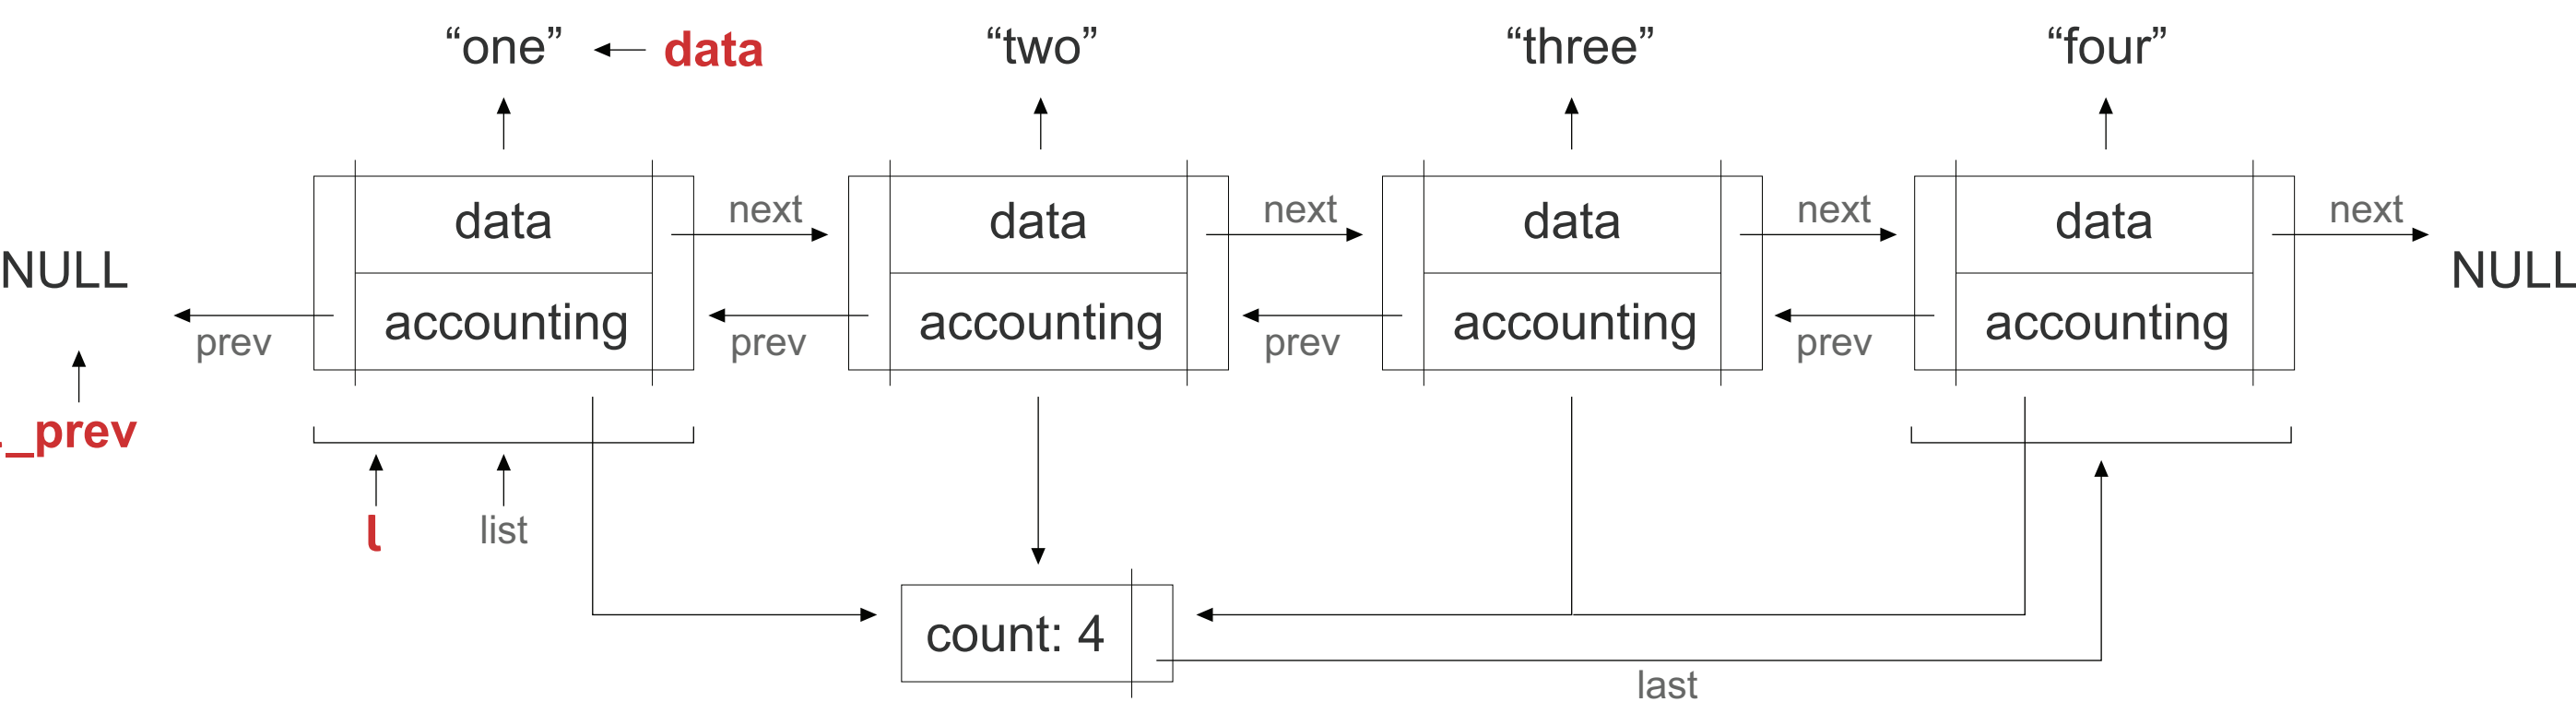 “one” data “two” “three” “four”
data next data next data next data next
NULL NULL
accounting accounting accounting accounting
prev prev prev prev
_prev
l list
count: 4
last